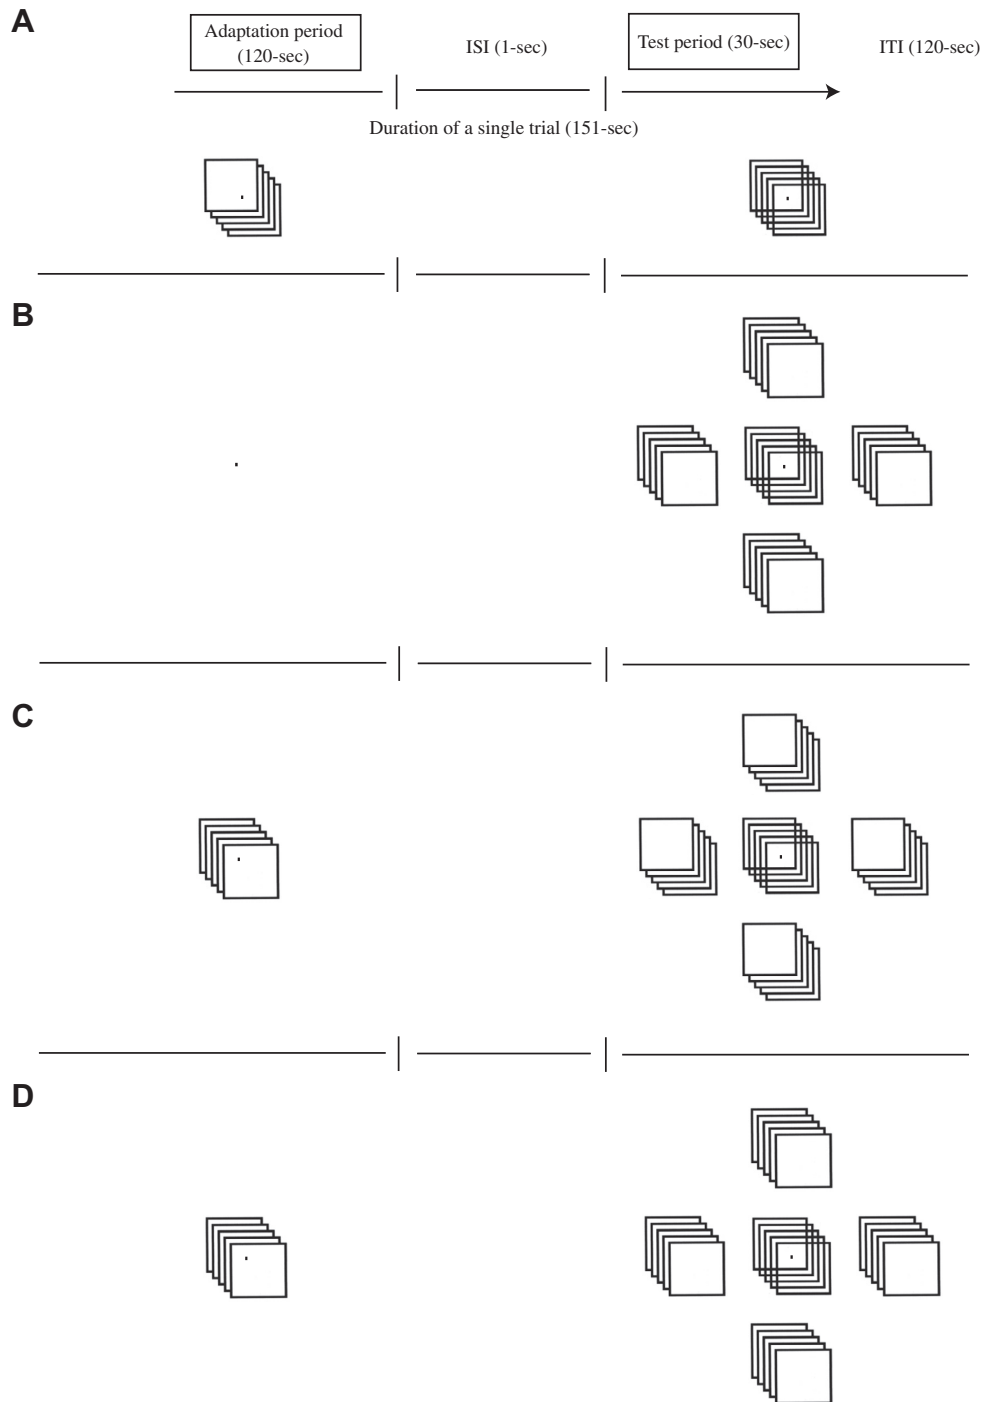 A
Adaptation period
(120-sec)
ISI (1-sec)
Test period (30-sec)
ITI (120-sec)
Duration of a single trial (151-sec)
B
C
D